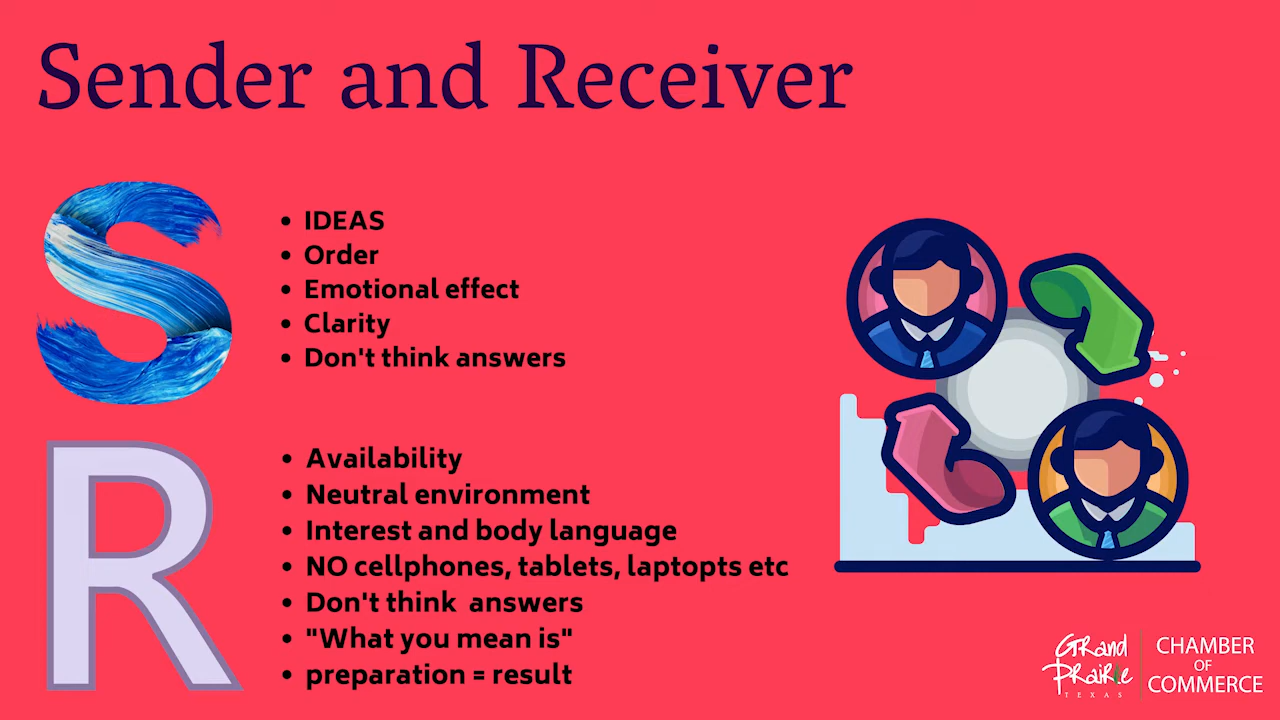 Sender and Receiver
S
• IDEAS
• Order
• Emotional effect
• Clarity
• Don't think answers
R
• Availability
• Neutral environment
• Interest and body language
• NO cellphones, tablets, laptopts etc
• Don't think  answers
• "What you mean is"
• preparation = result
Grand
Prairie
TEXAS
CHAMBER
OF
COMMERCE